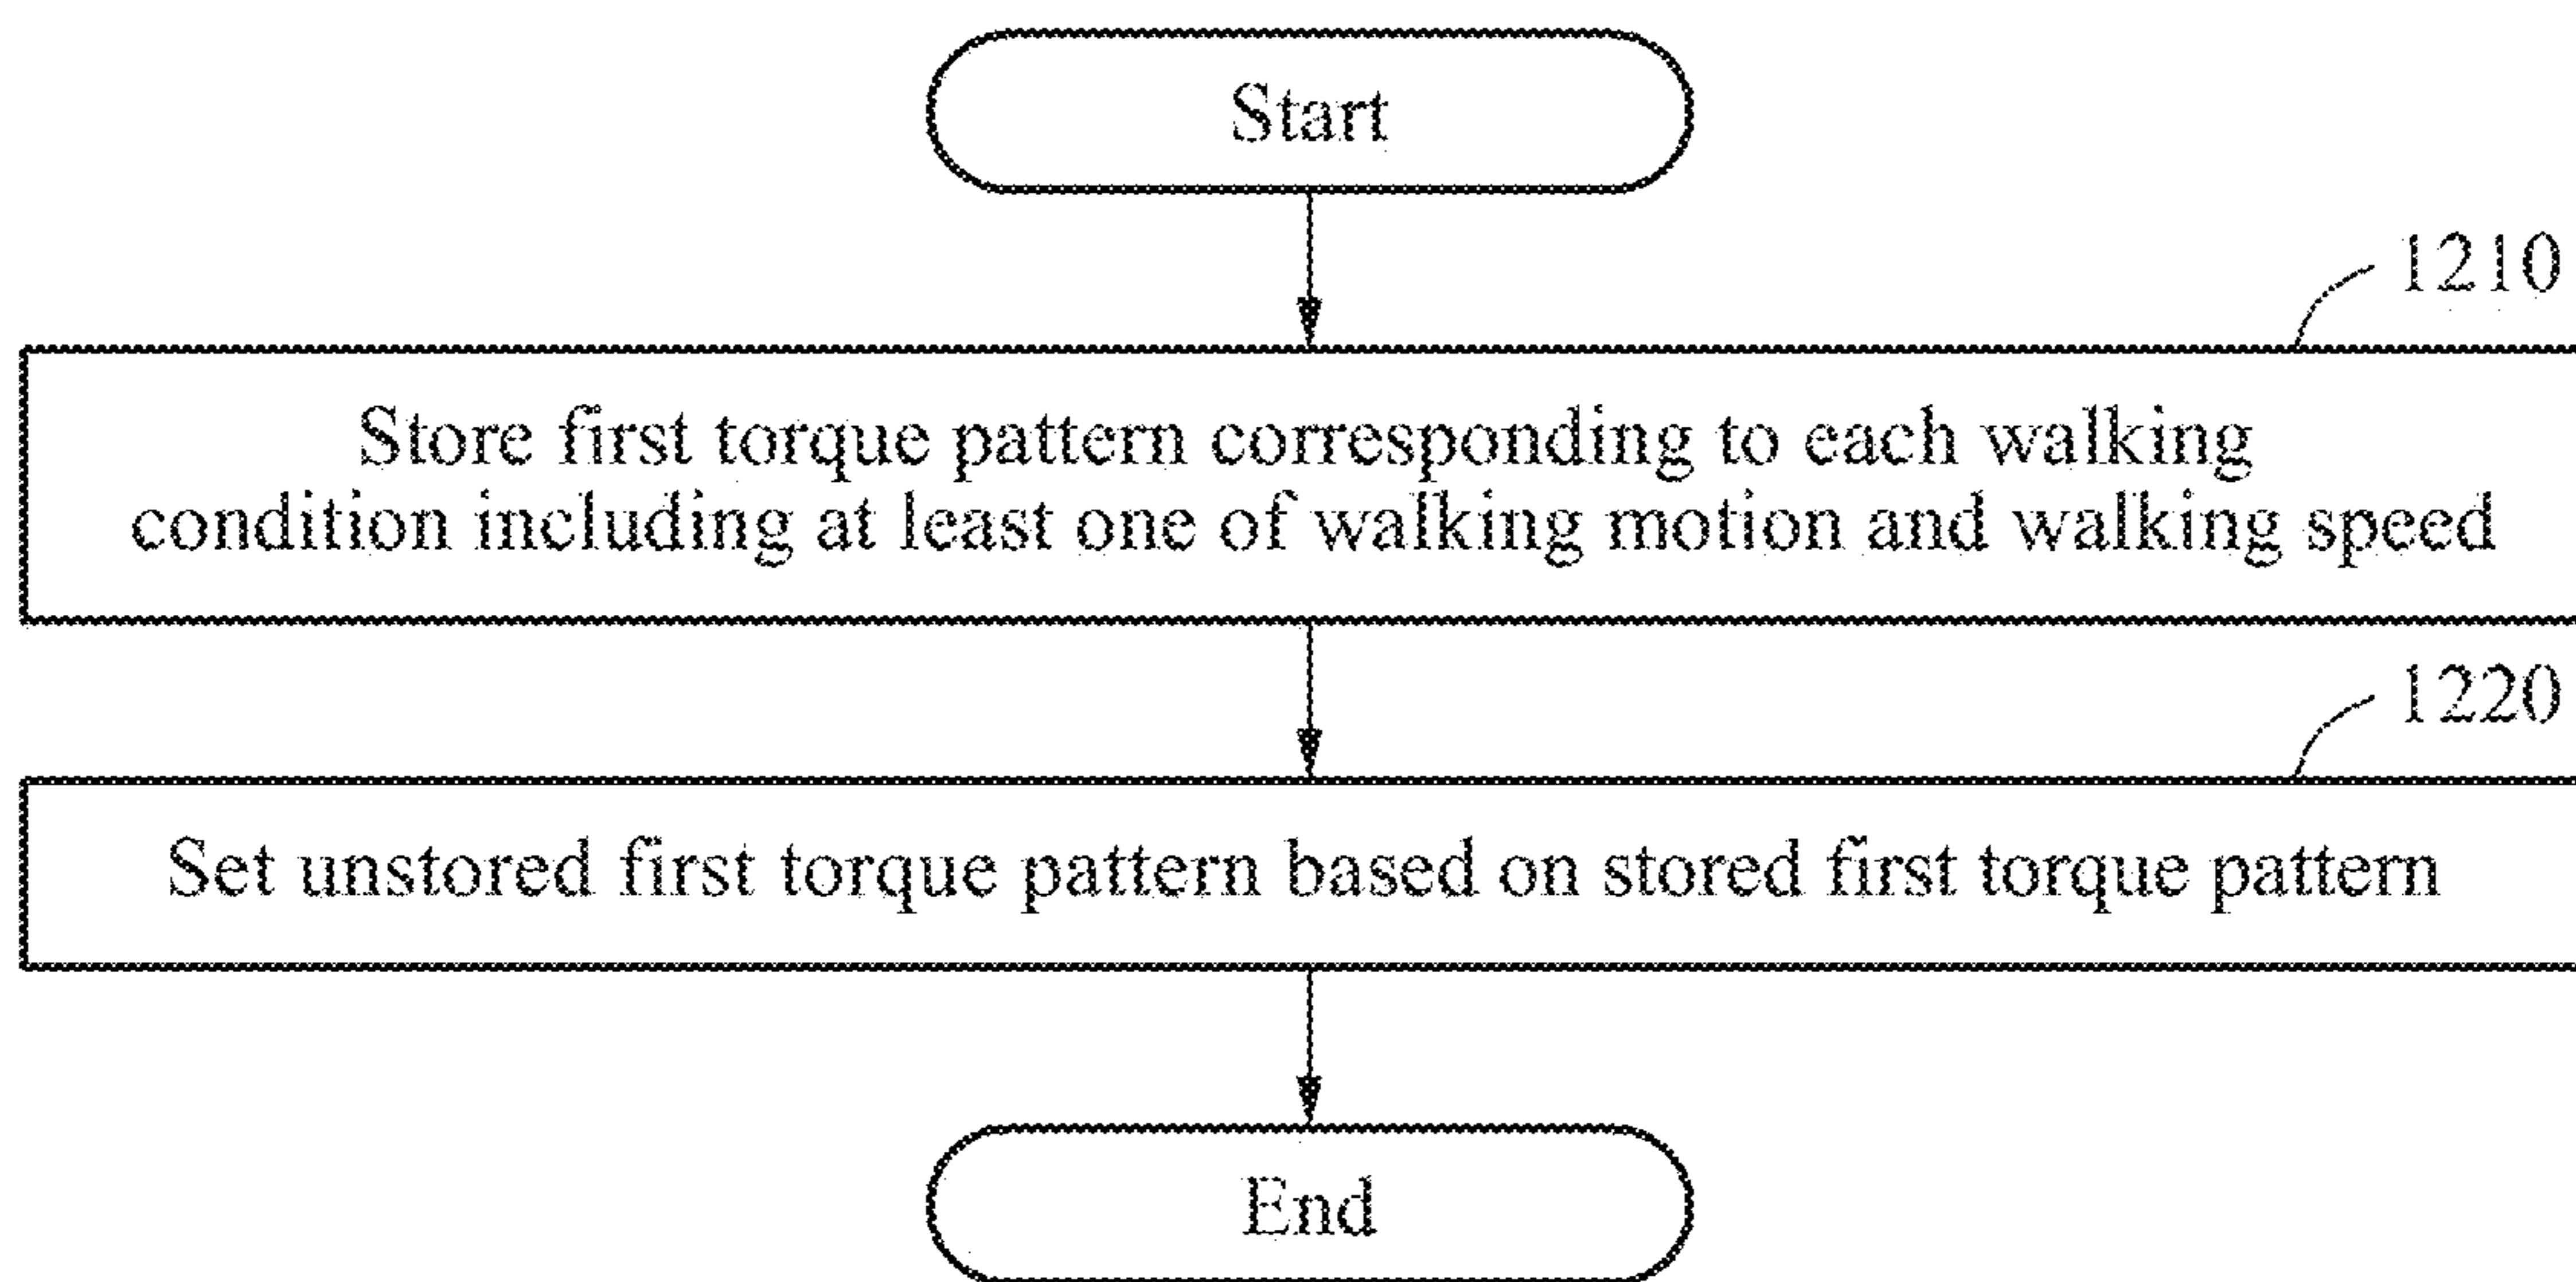 Start
1210
Store first torque pattern corresponding to each walking
condition including at least one of walking motion and walking speed
1220
Set unstored first torque pattern based on stored first torque pattern
End